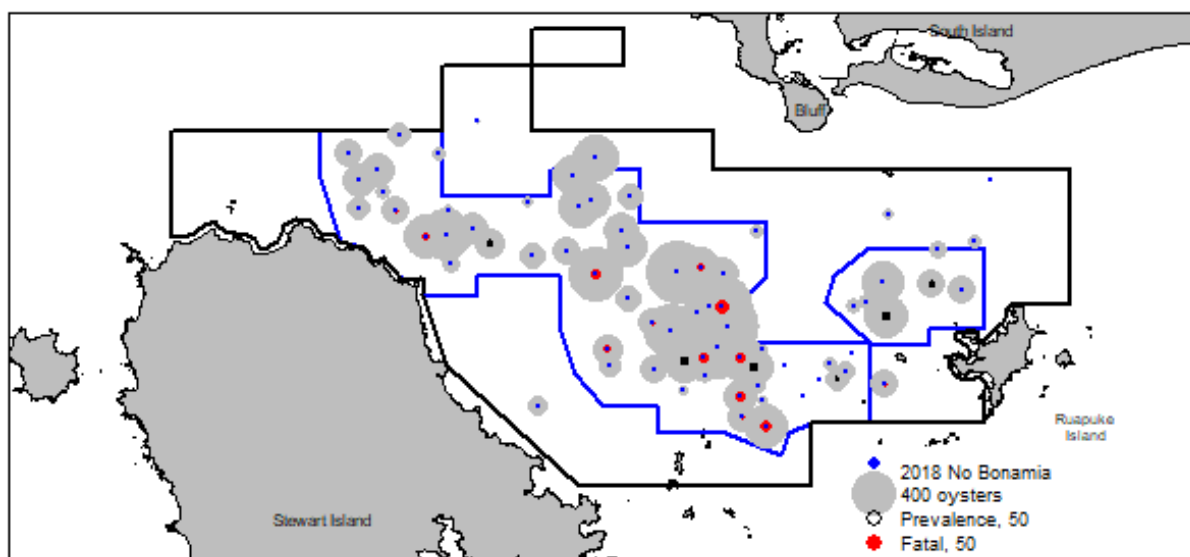 South Island
Bluff
Ruapuke
Island
Stewart Island
2018 No Bonamia
400 oysters
Prevalence, 50
Fatal, 50